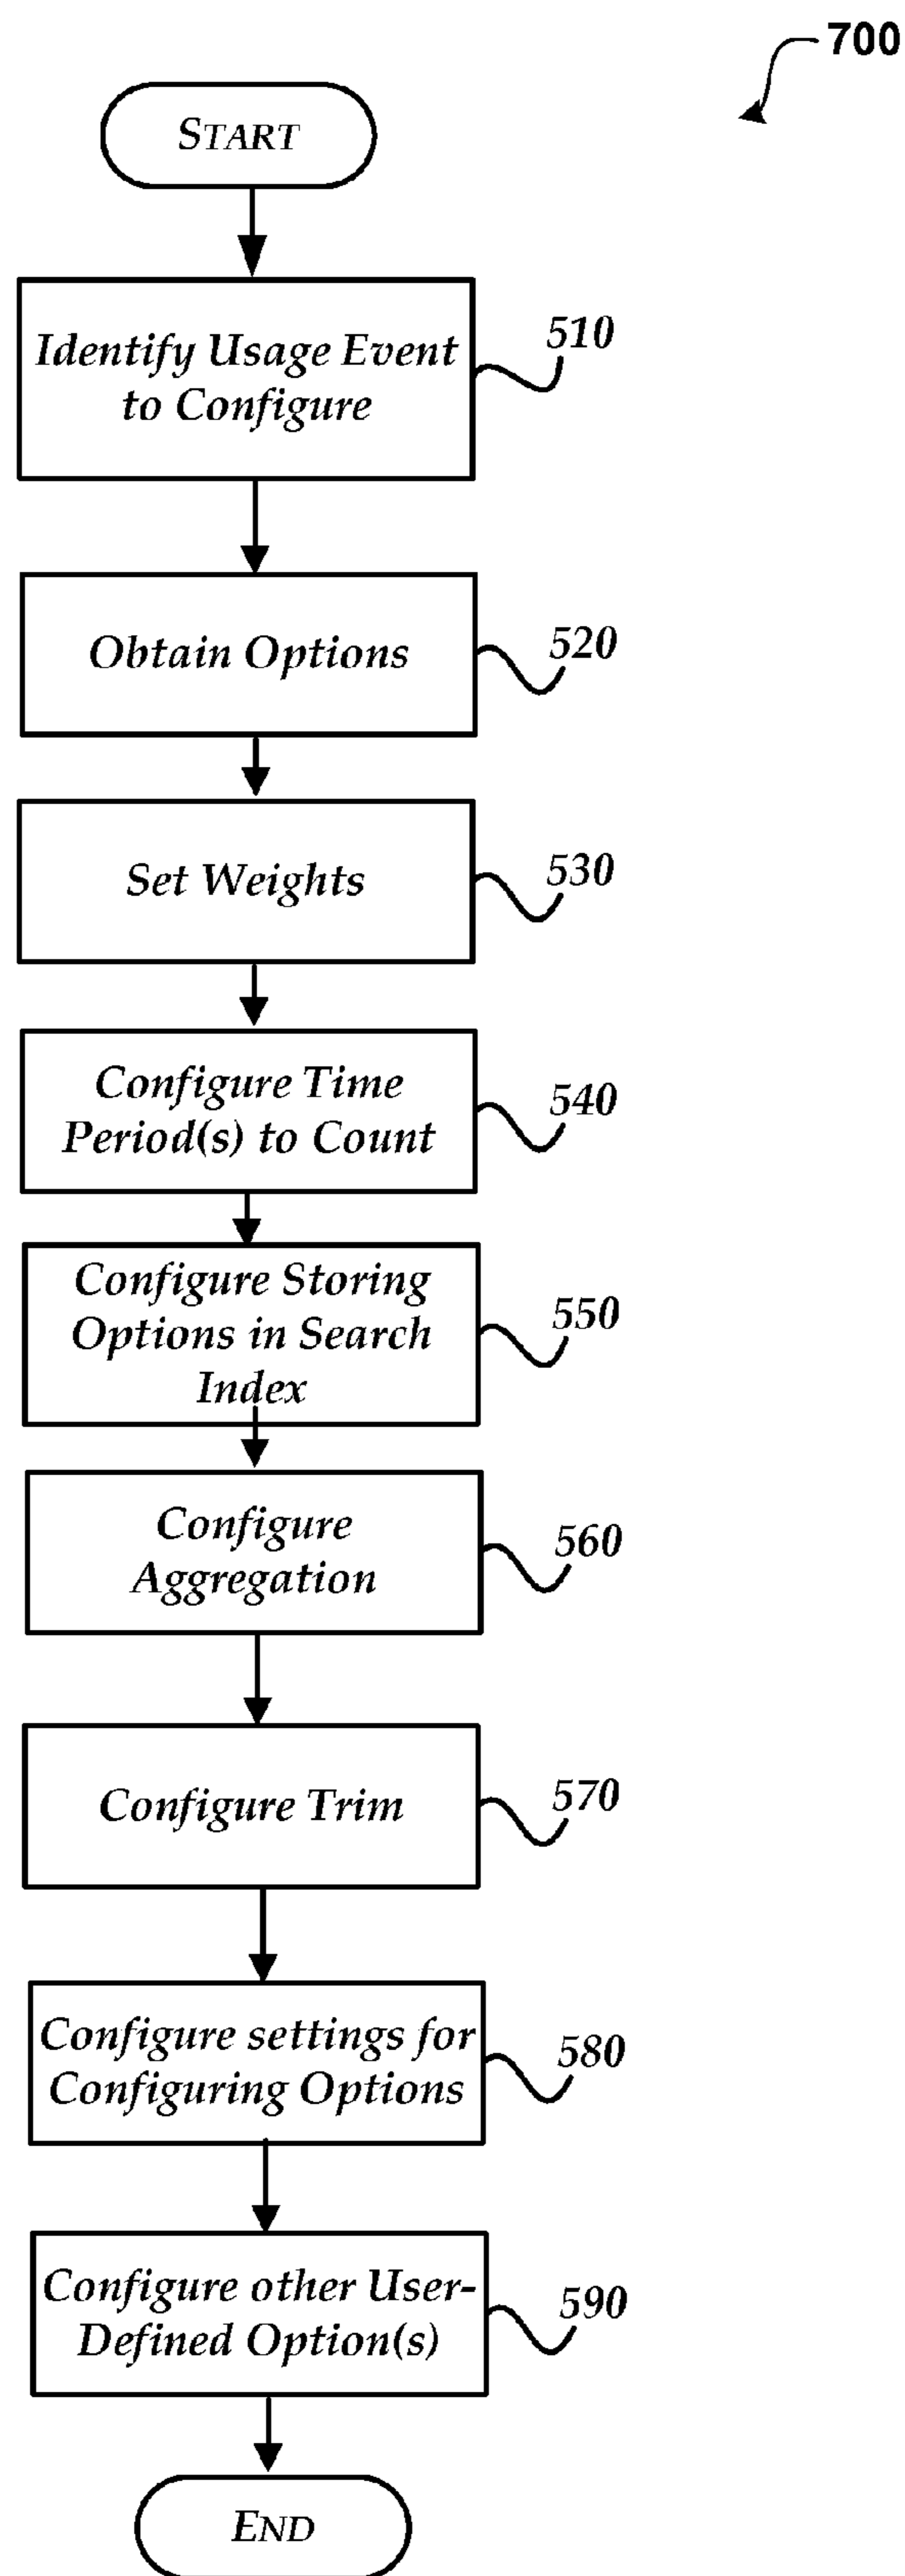 700
START
Identify Usage Event
to Configure
510
Obtain Options
520
Set Weights
530
Configure Time
Period(s) to Count
540
Configure Storing
Options in Search
Index
550
Configure
Aggregation
560
Configure Trim
570
Configure settings for
Configuring Options
580
Configure other User-
Defined Option(s)
590
END